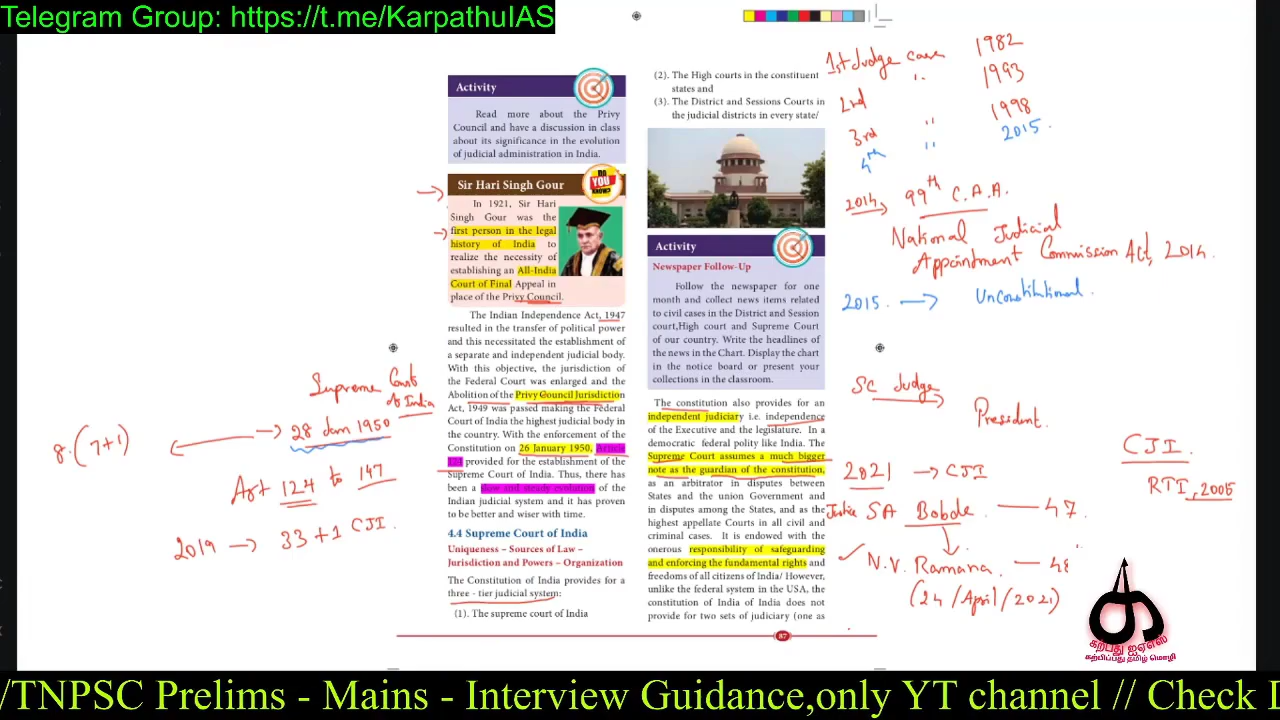 Telegram Group: https://t.me/KarpathuIAS
Activity
Read more about the Privy
Council and have a discussion in class
about its significance in the evolution
of judicial administration in India.
Sir Hari Singh Gour
DO
YOU
KNOW?
In 1921, Sir Hari
Singh Gour was the
first person in the legal
history of India to
realize the necessity of
establishing an All-India
Court of Final Appeal in
place of the Privy Council.
The Indian Independence Act, 1947
resulted in the transfer of political power
and this necessitated the establishment of
a separate and independent judicial body.
With this objective, the jurisdiction of
the Federal Court was enlarged and the
Abolition of the Privy Council Jurisdiction
Act, 1949 was passed making the Federal
Court of India the highest judicial body in
the country. With the enforcement of the
Constitution on 26 January 1950, Article
124 provided for the establishment of the
Supreme Court of India. Thus, there has
been a slow and steady evolution of the
Indian judicial system and it has proven
to be better and wiser with time.
4.4 Supreme Court of India
Uniqueness – Sources of Law –
Jurisdiction and Powers – Organization
The Constitution of India provides for a
three - tier judicial system:
(1). The supreme court of India
(2). The High courts in the constituent
states and
(3). The District and Sessions Courts in
the judicial districts in every state/
Activity
Newspaper Follow-Up
Follow the newspaper for one
month and collect news items related
to civil cases in the District and Session
court,High court and Supreme Court
of our country. Write the headlines of
the news in the Chart. Display the chart
in the notice board or present your
collections in the classroom.
The constitution also provides for an
independent judiciary i.e. independence
of the Executive and the legislature. In a
democratic federal polity like India. The
Supreme Court assumes a much bigger
note as the guardian of the constitution,
as an arbitrator in disputes between
States and the union Government and
in disputes among the States, and as the
highest appellate Courts in all civil and
criminal cases. It is endowed with the
onerous responsibility of safeguarding
and enforcing the fundamental rights and
freedoms of all citizens of India/ However,
unlike the federal system in the USA, the
constitution of India of India does not
provide for two sets of judiciary (one as
87
Supreme Court
of India
28 Jan 1950
8. (7+1)
Art 124 to 147
2019 → 33 + 1 CJI.
1st Judge case 1982
2nd " 1993
3rd " 1998
4th " 2015.
2014, 99th C.A.A.
National Judicial
Appointment Commission Act, 2014.
2015 → Unconstitutional.
SC Judge
President.
CJI.
RTI, 2005
2021 → CJI
Justice SA Bobde. — 47.
N.V. Ramana. — 48
(24/April/2021)
கற்பது ஐஏஎஸ்
கற்பிப்பது தமிழ் மொழி
/TNPSC Prelims - Mains - Interview Guidance,only YT channel // Check